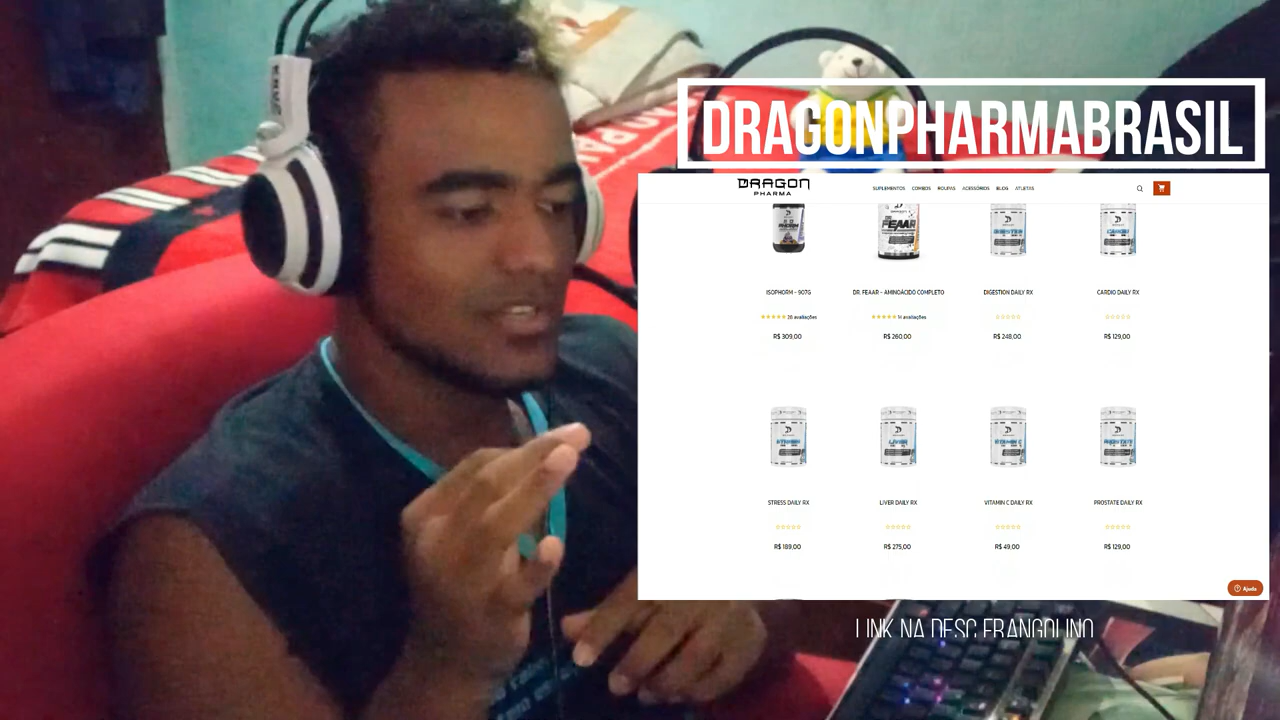 DRAGONPHARMABRASIL
DRAGON
PHARMA
SUPLEMENTOS COMBOS ROUPAS ACESSÓRIOS BLOG ATLETAS
ISOPHORM - 907G
DR. FEAAR - AMINOÁCIDO COMPLETO
DIGESTION DAILY RX
CARDIO DAILY RX
28 avaliações
14 avaliações
R$ 309,00
R$ 260,00
R$ 248,00
R$ 129,00
STRESS DAILY RX
LIVER DAILY RX
VITAMIN C DAILY RX
PROSTATE DAILY RX
R$ 189,00
R$ 275,00
R$ 49,00
R$ 129,00
Ajuda
LINK NA DESC FRANGOLINO